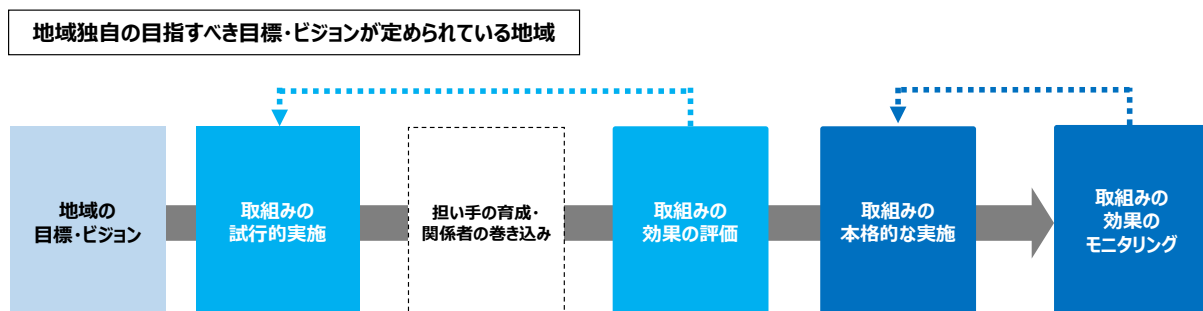 地域独自の目指すべき目標・ビジョンが定められている地域
地域の
目標・ビジョン
取組みの
試行的実施
担い手の育成・
関係者の巻き込み
取組みの
効果の評価
取組みの
本格的な実施
取組みの
効果の
モニタリング